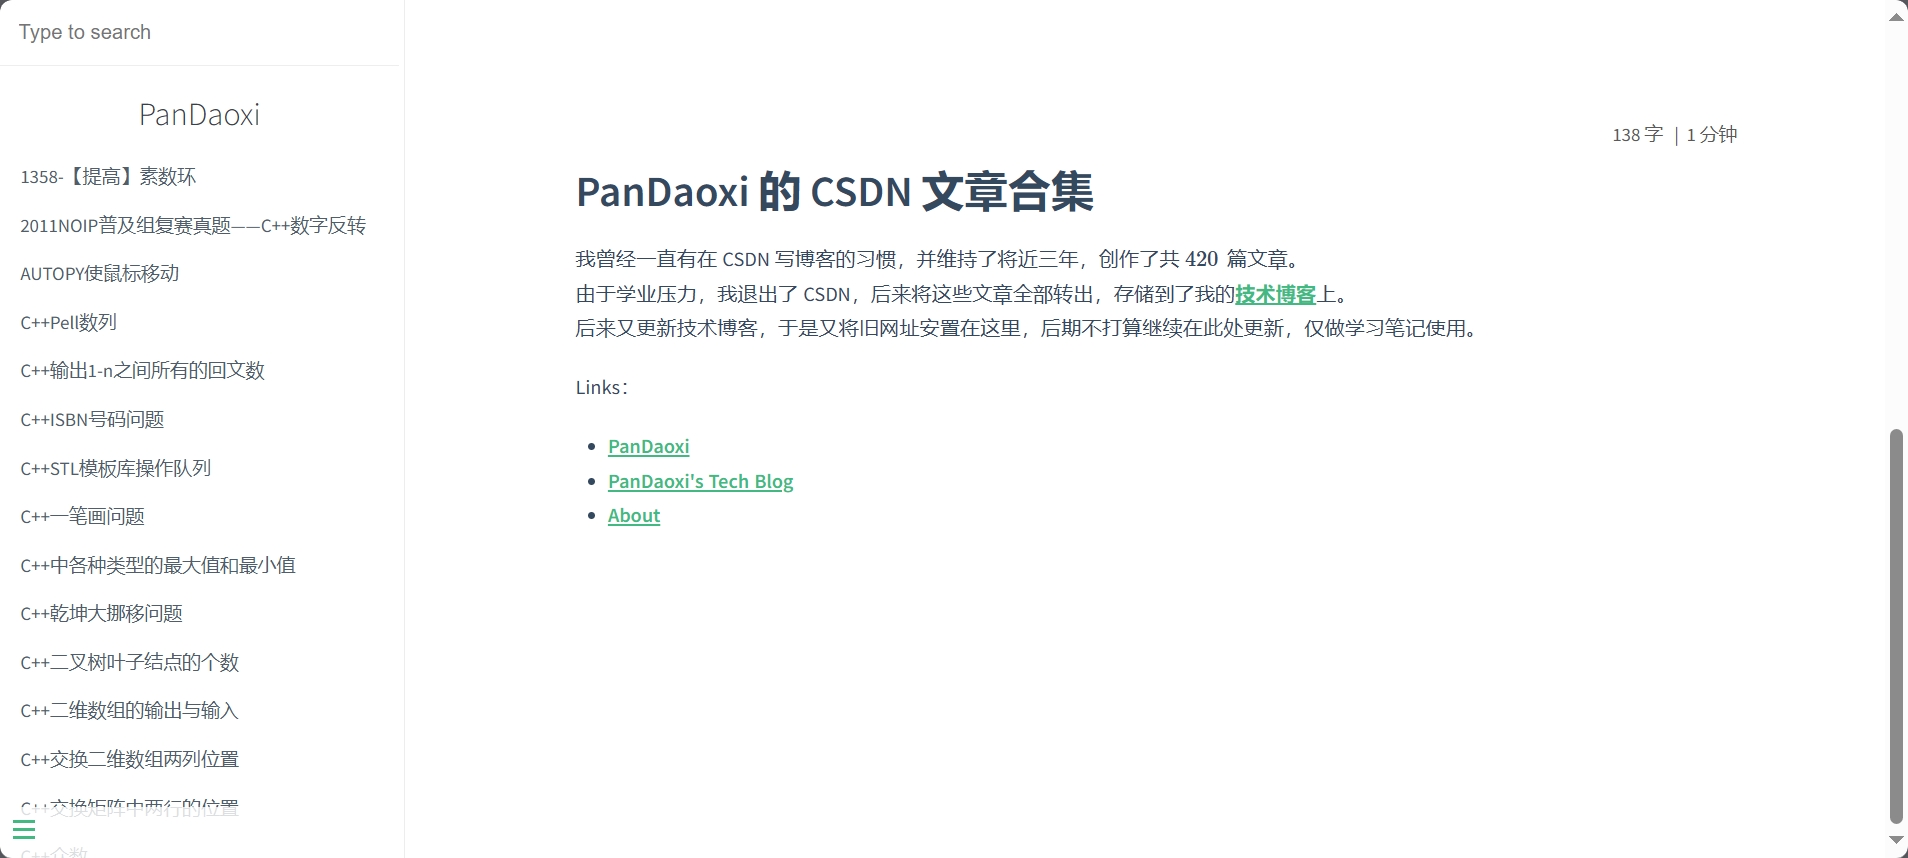 Type to search
PanDaoxi
1358-【提高】素数环
2011NOIP普及组复赛真题——C++数字反转
AUTOPY使鼠标移动
C++Pell数列
C++输出1-n之间所有的回文数
C++ISBN号码问题
C++STL模板库操作队列
C++一笔画问题
C++中各种类型的最大值和最小值
C++乾坤大挪移问题
C++二叉树叶子结点的个数
C++二维数组的输出与输入
C++交换二维数组两列位置
C++交换矩阵中两行的位置
C++亲数
138 字 | 1 分钟
PanDaoxi 的 CSDN 文章合集
我曾经一直有在 CSDN 写博客的习惯，并维持了将近三年，创作了共 420 篇文章。
由于学业压力，我退出了 CSDN，后来将这些文章全部转出，存储到了我的技术博客上。
后来又更新技术博客，于是又将旧网址安置在这里，后期不打算继续在此处更新，仅做学习笔记使用。
Links：
PanDaoxi
PanDaoxi's Tech Blog
About